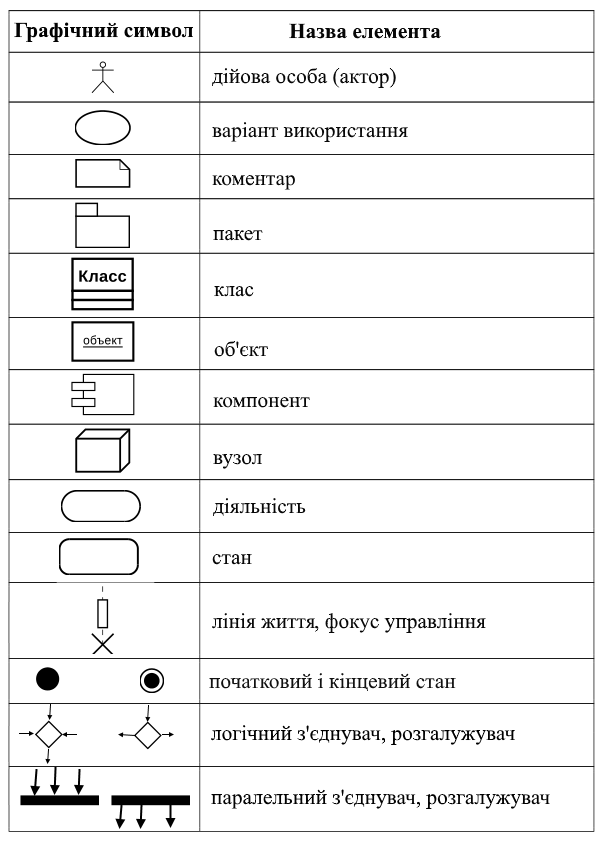 Графічний символ Назва елемента
дійова особа (актор)
варіант використання
коментар
пакет
Класс
клас
объект
об'єкт
компонент
вузол
діяльність
стан
лінія життя, фокус управління
початковий і кінцевий стан
логічний з'єднувач, розгалужувач
паралельний з'єднувач, розгалужувач